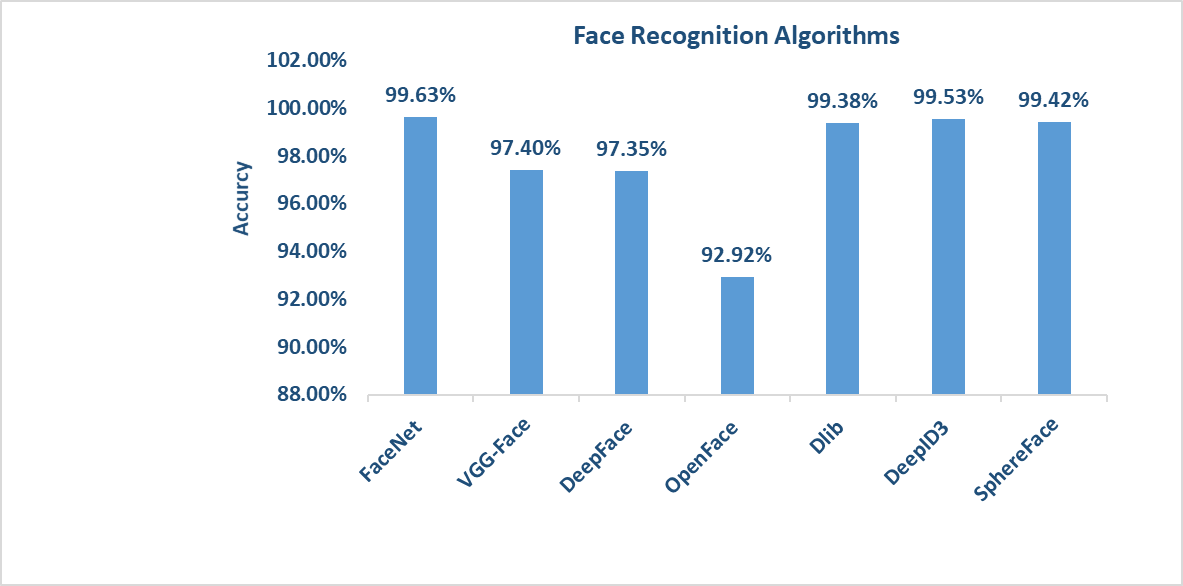 Face Recognition Algorithms
102.00%
100.00%
98.00%
96.00%
94.00%
92.00%
90.00%
88.00%
Accurcy
99.63%
97.40%
97.35%
92.92%
99.38%
99.53%
99.42%
FaceNet
VGG-Face
DeepFace
OpenFace
Dlib
DeepID3
SphereFace